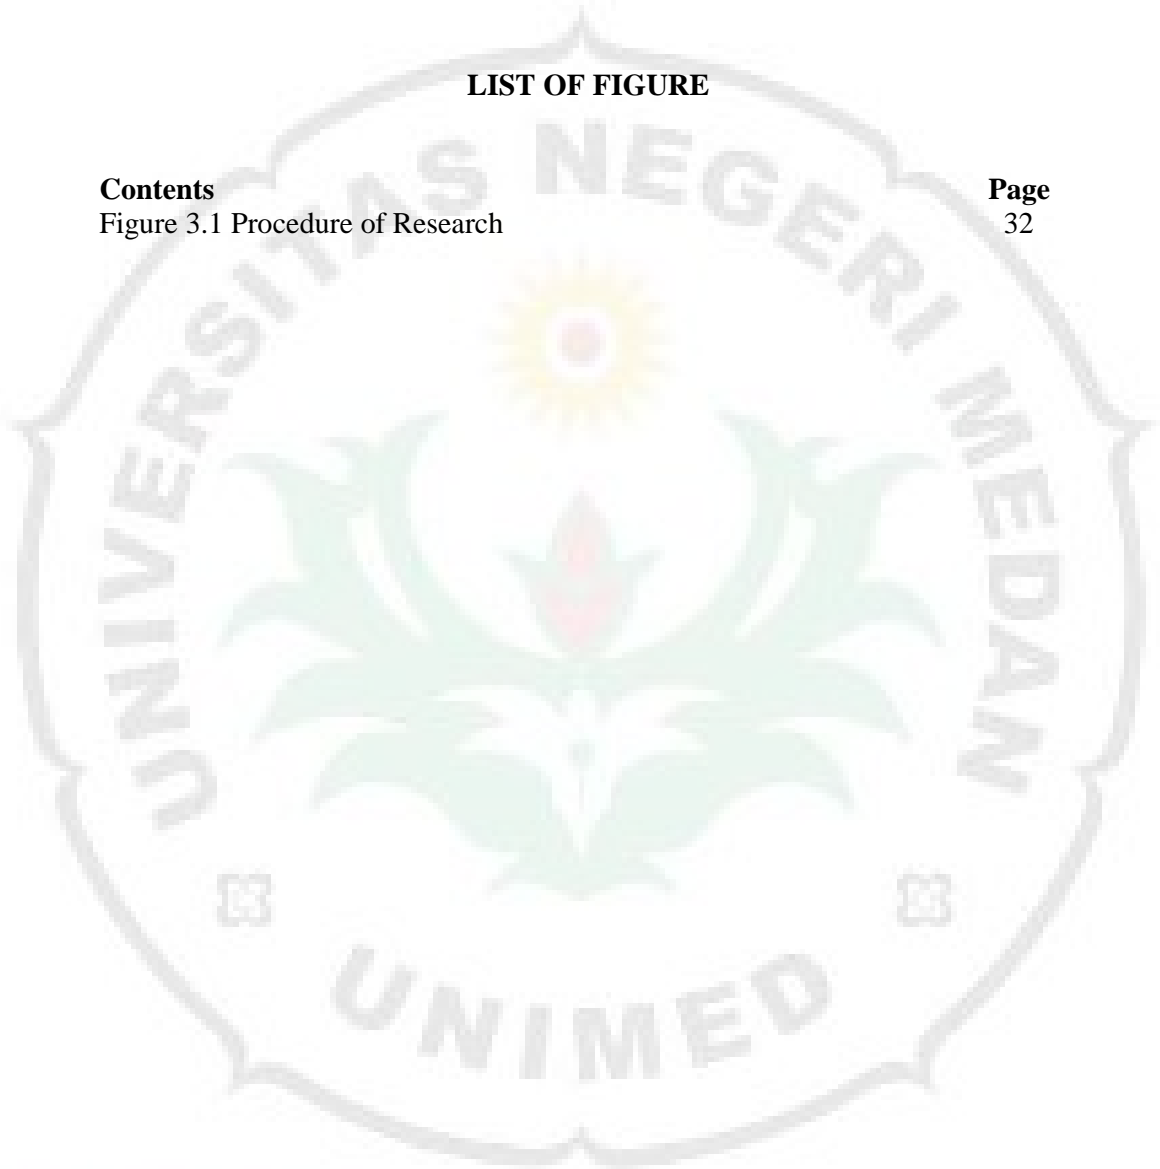 LIST OF FIGURE
Contents Page
Figure 3.1 Procedure of Research 32
UNIVERSITAS NEGERI MEDAN
UNIMED